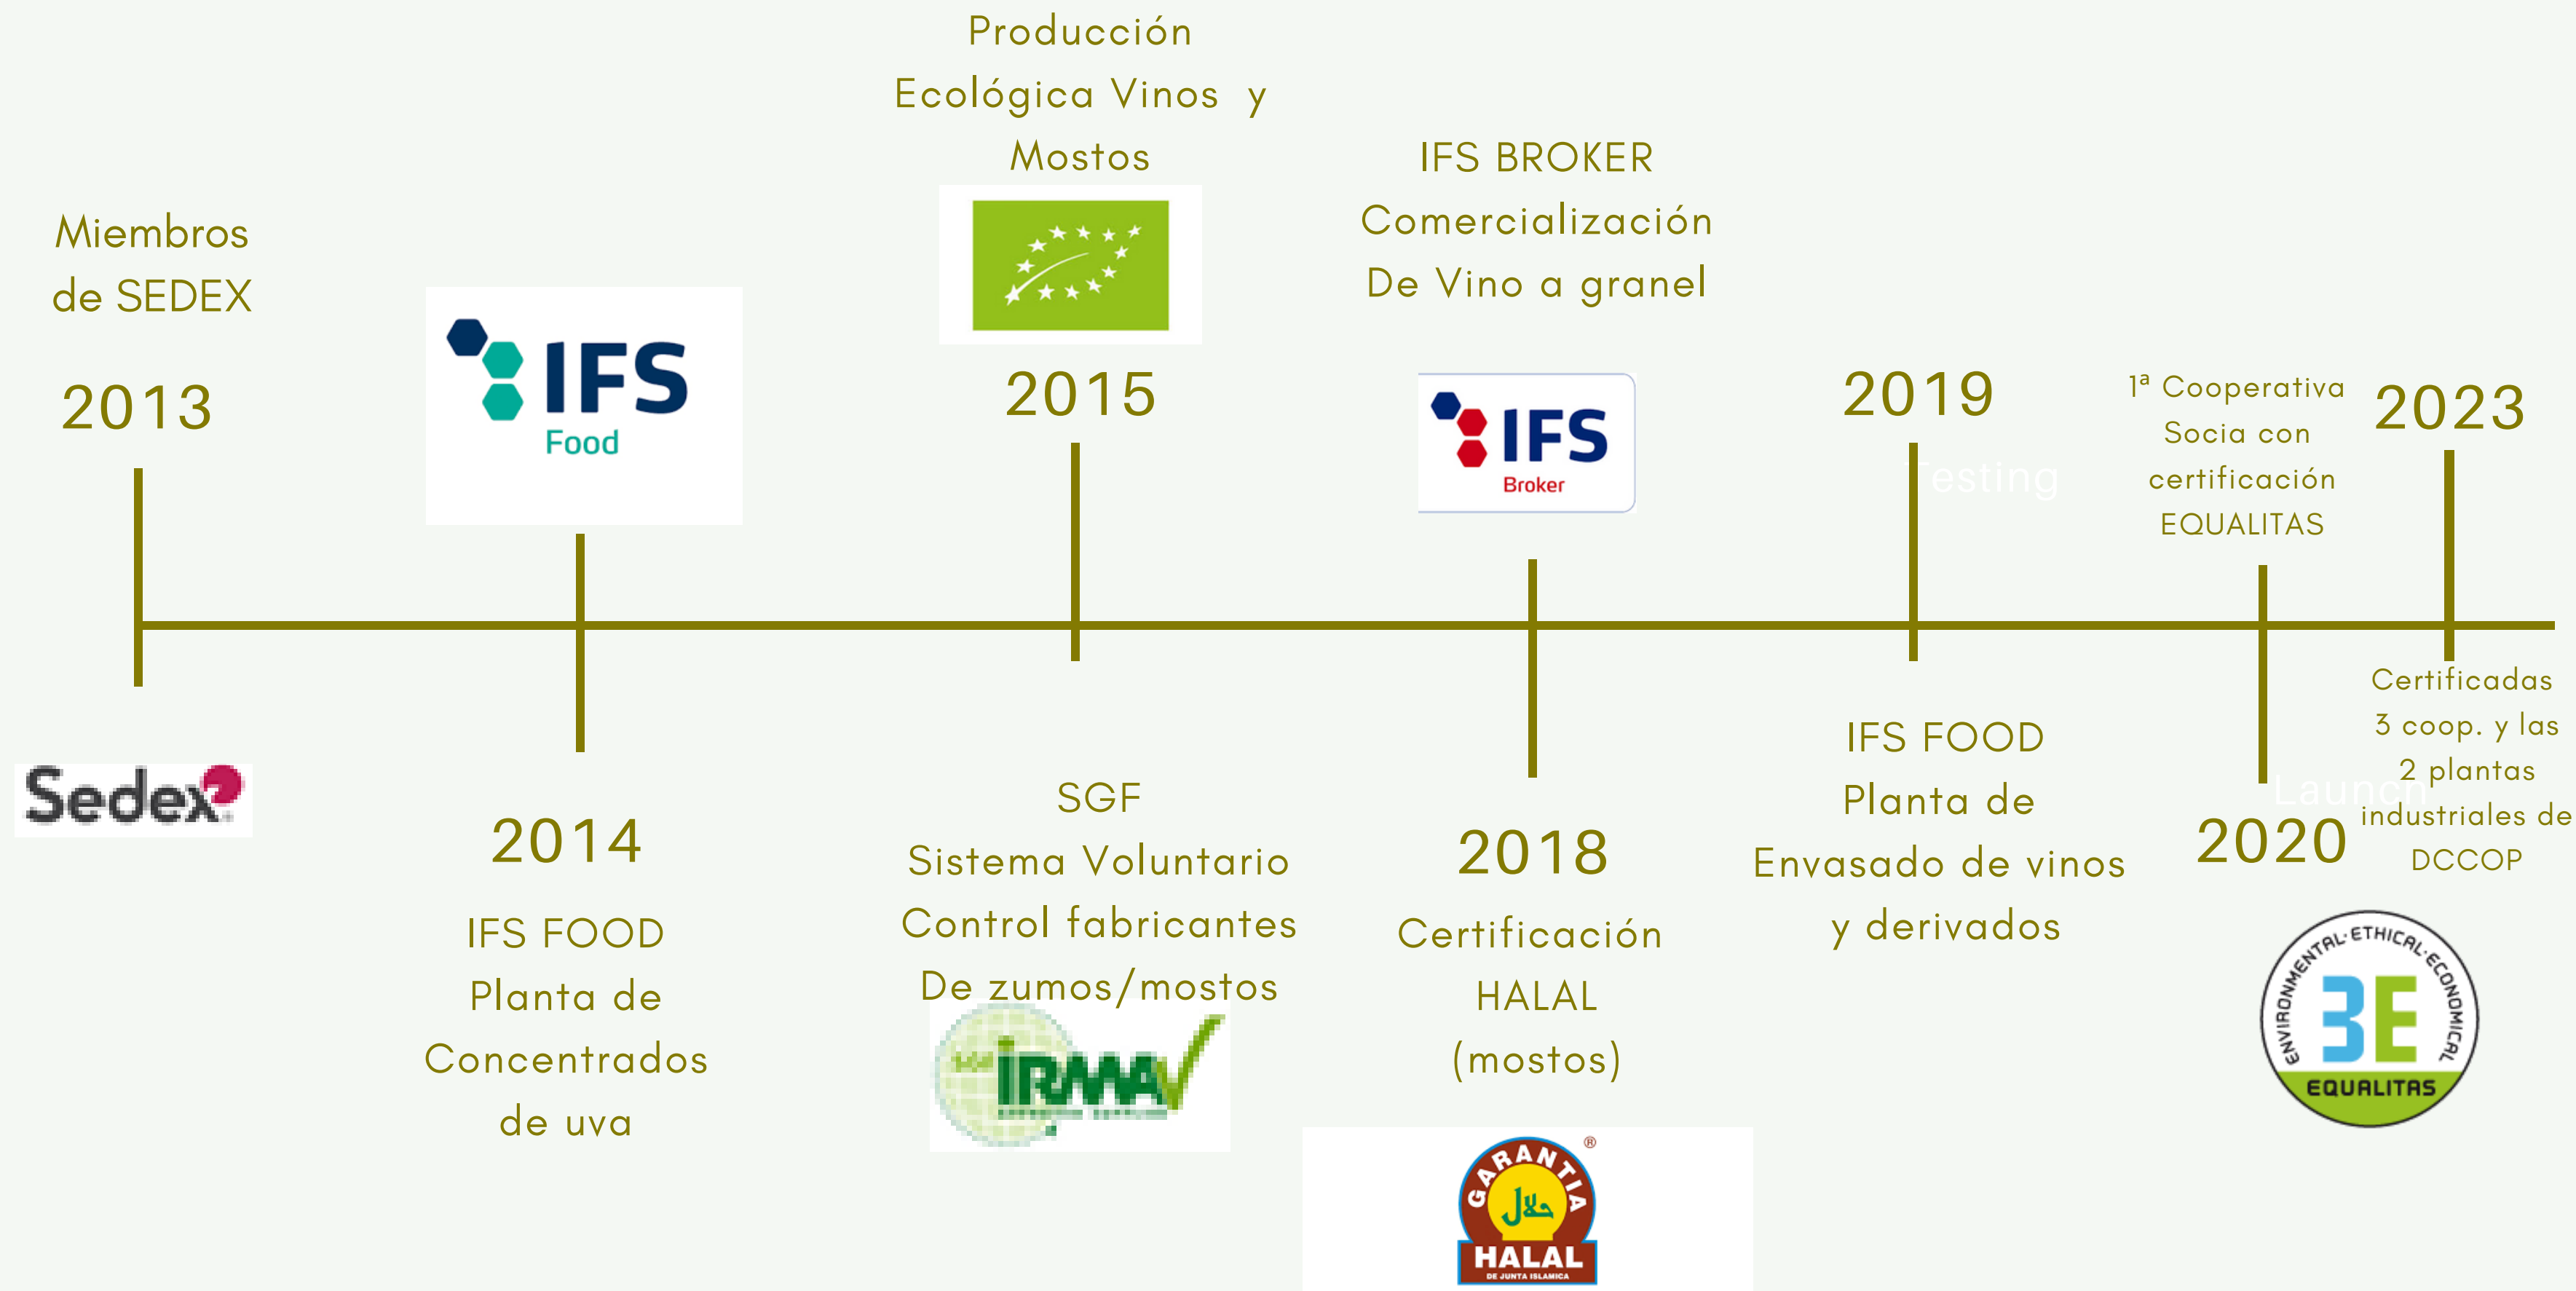 Miembros
de SEDEX
2013
Sedex
IFS
Food
2014
IFS FOOD
Planta de
Concentrados
de uva
Producción
Ecológica Vinos y
Mostos
2015
SGF
Sistema Voluntario
Control fabricantes
De zumos/mostos
IRMA
IFS BROKER
Comercialización
De Vino a granel
IFS
Broker
2018
Certificación
HALAL
(mostos)
GARANTIA
®
حلال
HALAL
DE JUNTA ISLAMICA
2019
Testing
IFS FOOD
Planta de
Envasado de vinos
y derivados
1ª Cooperativa
Socia con
certificación
EQUALITAS
Launch
2020
2023
Certificadas
3 coop. y las
2 plantas
industriales de
DCCOP
ENVIRONMENTAL·ETHICAL·ECONOMICAL
3E
EQUALITAS